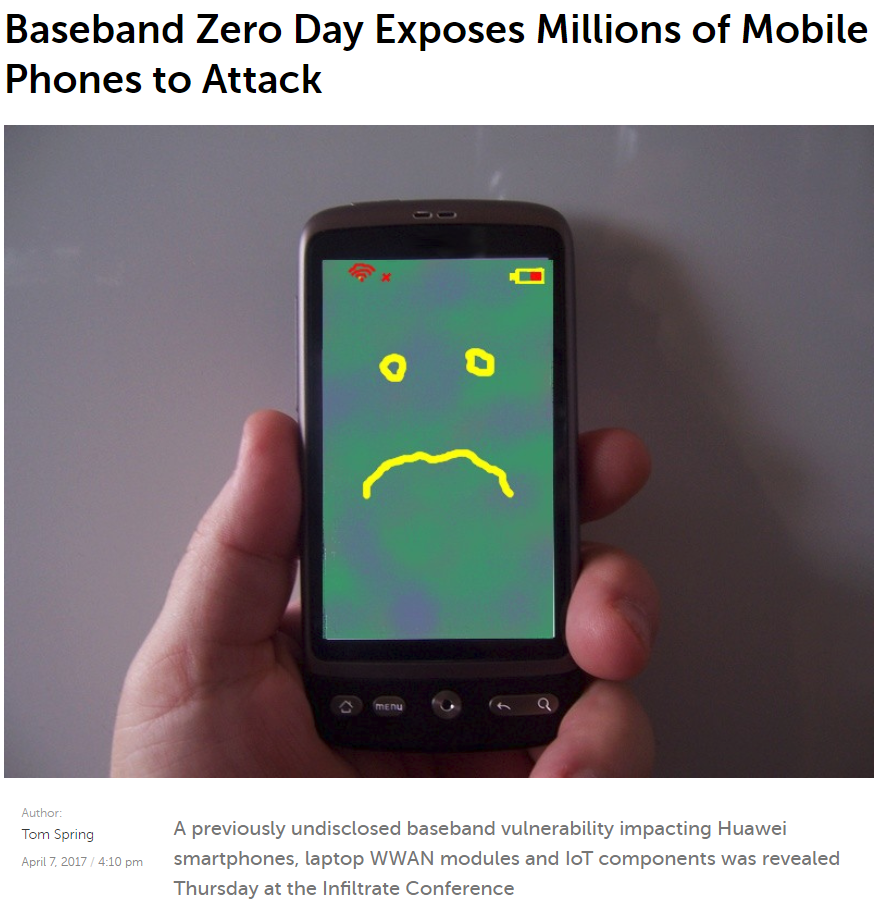 Baseband Zero Day Exposes Millions of Mobile
Phones to Attack
menu
Author:
Tom Spring
April 7, 2017 / 4:10 pm
A previously undisclosed baseband vulnerability impacting Huawei
smartphones, laptop WWAN modules and IoT components was revealed
Thursday at the Infiltrate Conference